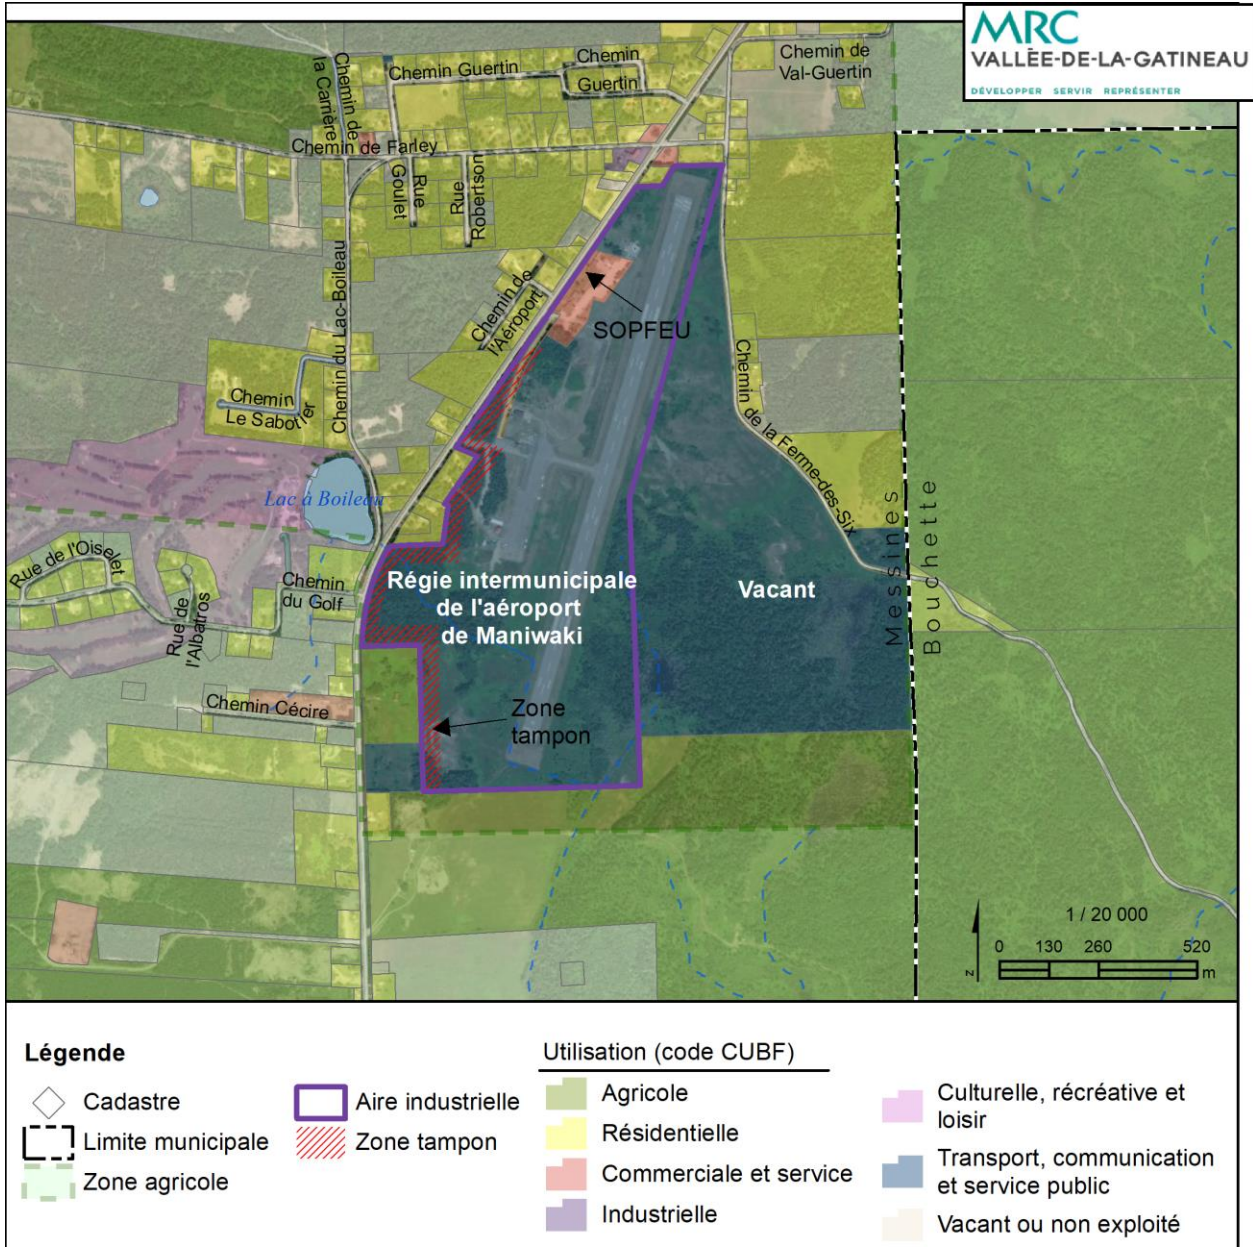 MRC
VALLÉE-DE-LA-GATINEAU
DÉVELOPPER SERVIR REPRÉSENTER
Chemin de
la Carrière
Chemin Guertin
Chemin
Guertin
Chemin de
Val-Guertin
Chemin de Farley
Rue
Goulet
Rue
Robertson
Chemin du Lac-Boileau
Chemin de
l'Aéroport
SOPFEU
Chemin
Le Sabotier
Chemin de la Ferme-des-Six
Lac à Boileau
Rue de l'Oiselet
Rue de
l'Albatros
Chemin
du Golf
Régie intermunicipale
de l'aéroport
de Maniwaki
Vacant
Messines
Bouchette
Chemin Cécire
Zone
tampon
1 / 20 000
0 130 260 520
m
z
Légende
Cadastre
Limite municipale
Zone agricole
Aire industrielle
Zone tampon
Utilisation (code CUBF)
Agricole
Résidentielle
Commerciale et service
Industrielle
Culturelle, récréative et
loisir
Transport, communication
et service public
Vacant ou non exploité